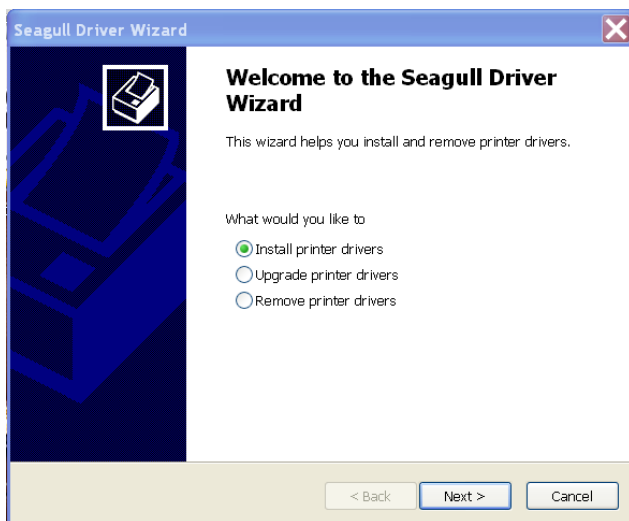 Seagull Driver Wizard
Welcome to the Seagull Driver
Wizard
This wizard helps you install and remove printer drivers.
What would you like to
Install printer drivers
Upgrade printer drivers
Remove printer drivers
< Back Next > Cancel